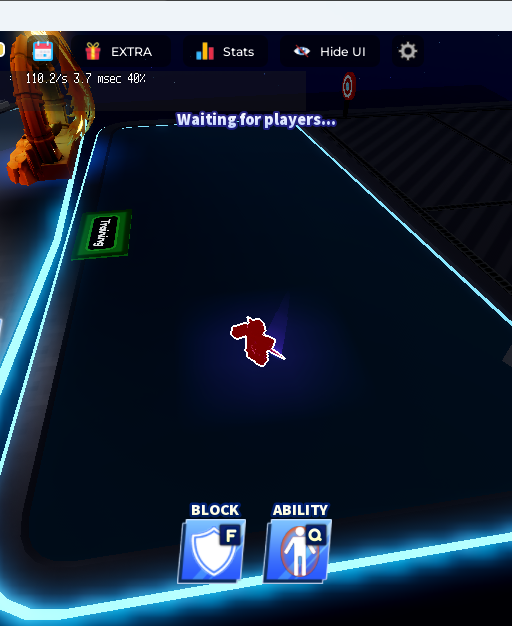 EXTRA Stats Hide UI
110.2/s 3.7 msec 40%
Waiting for players...
Training
BLOCK ABILITY
F Q